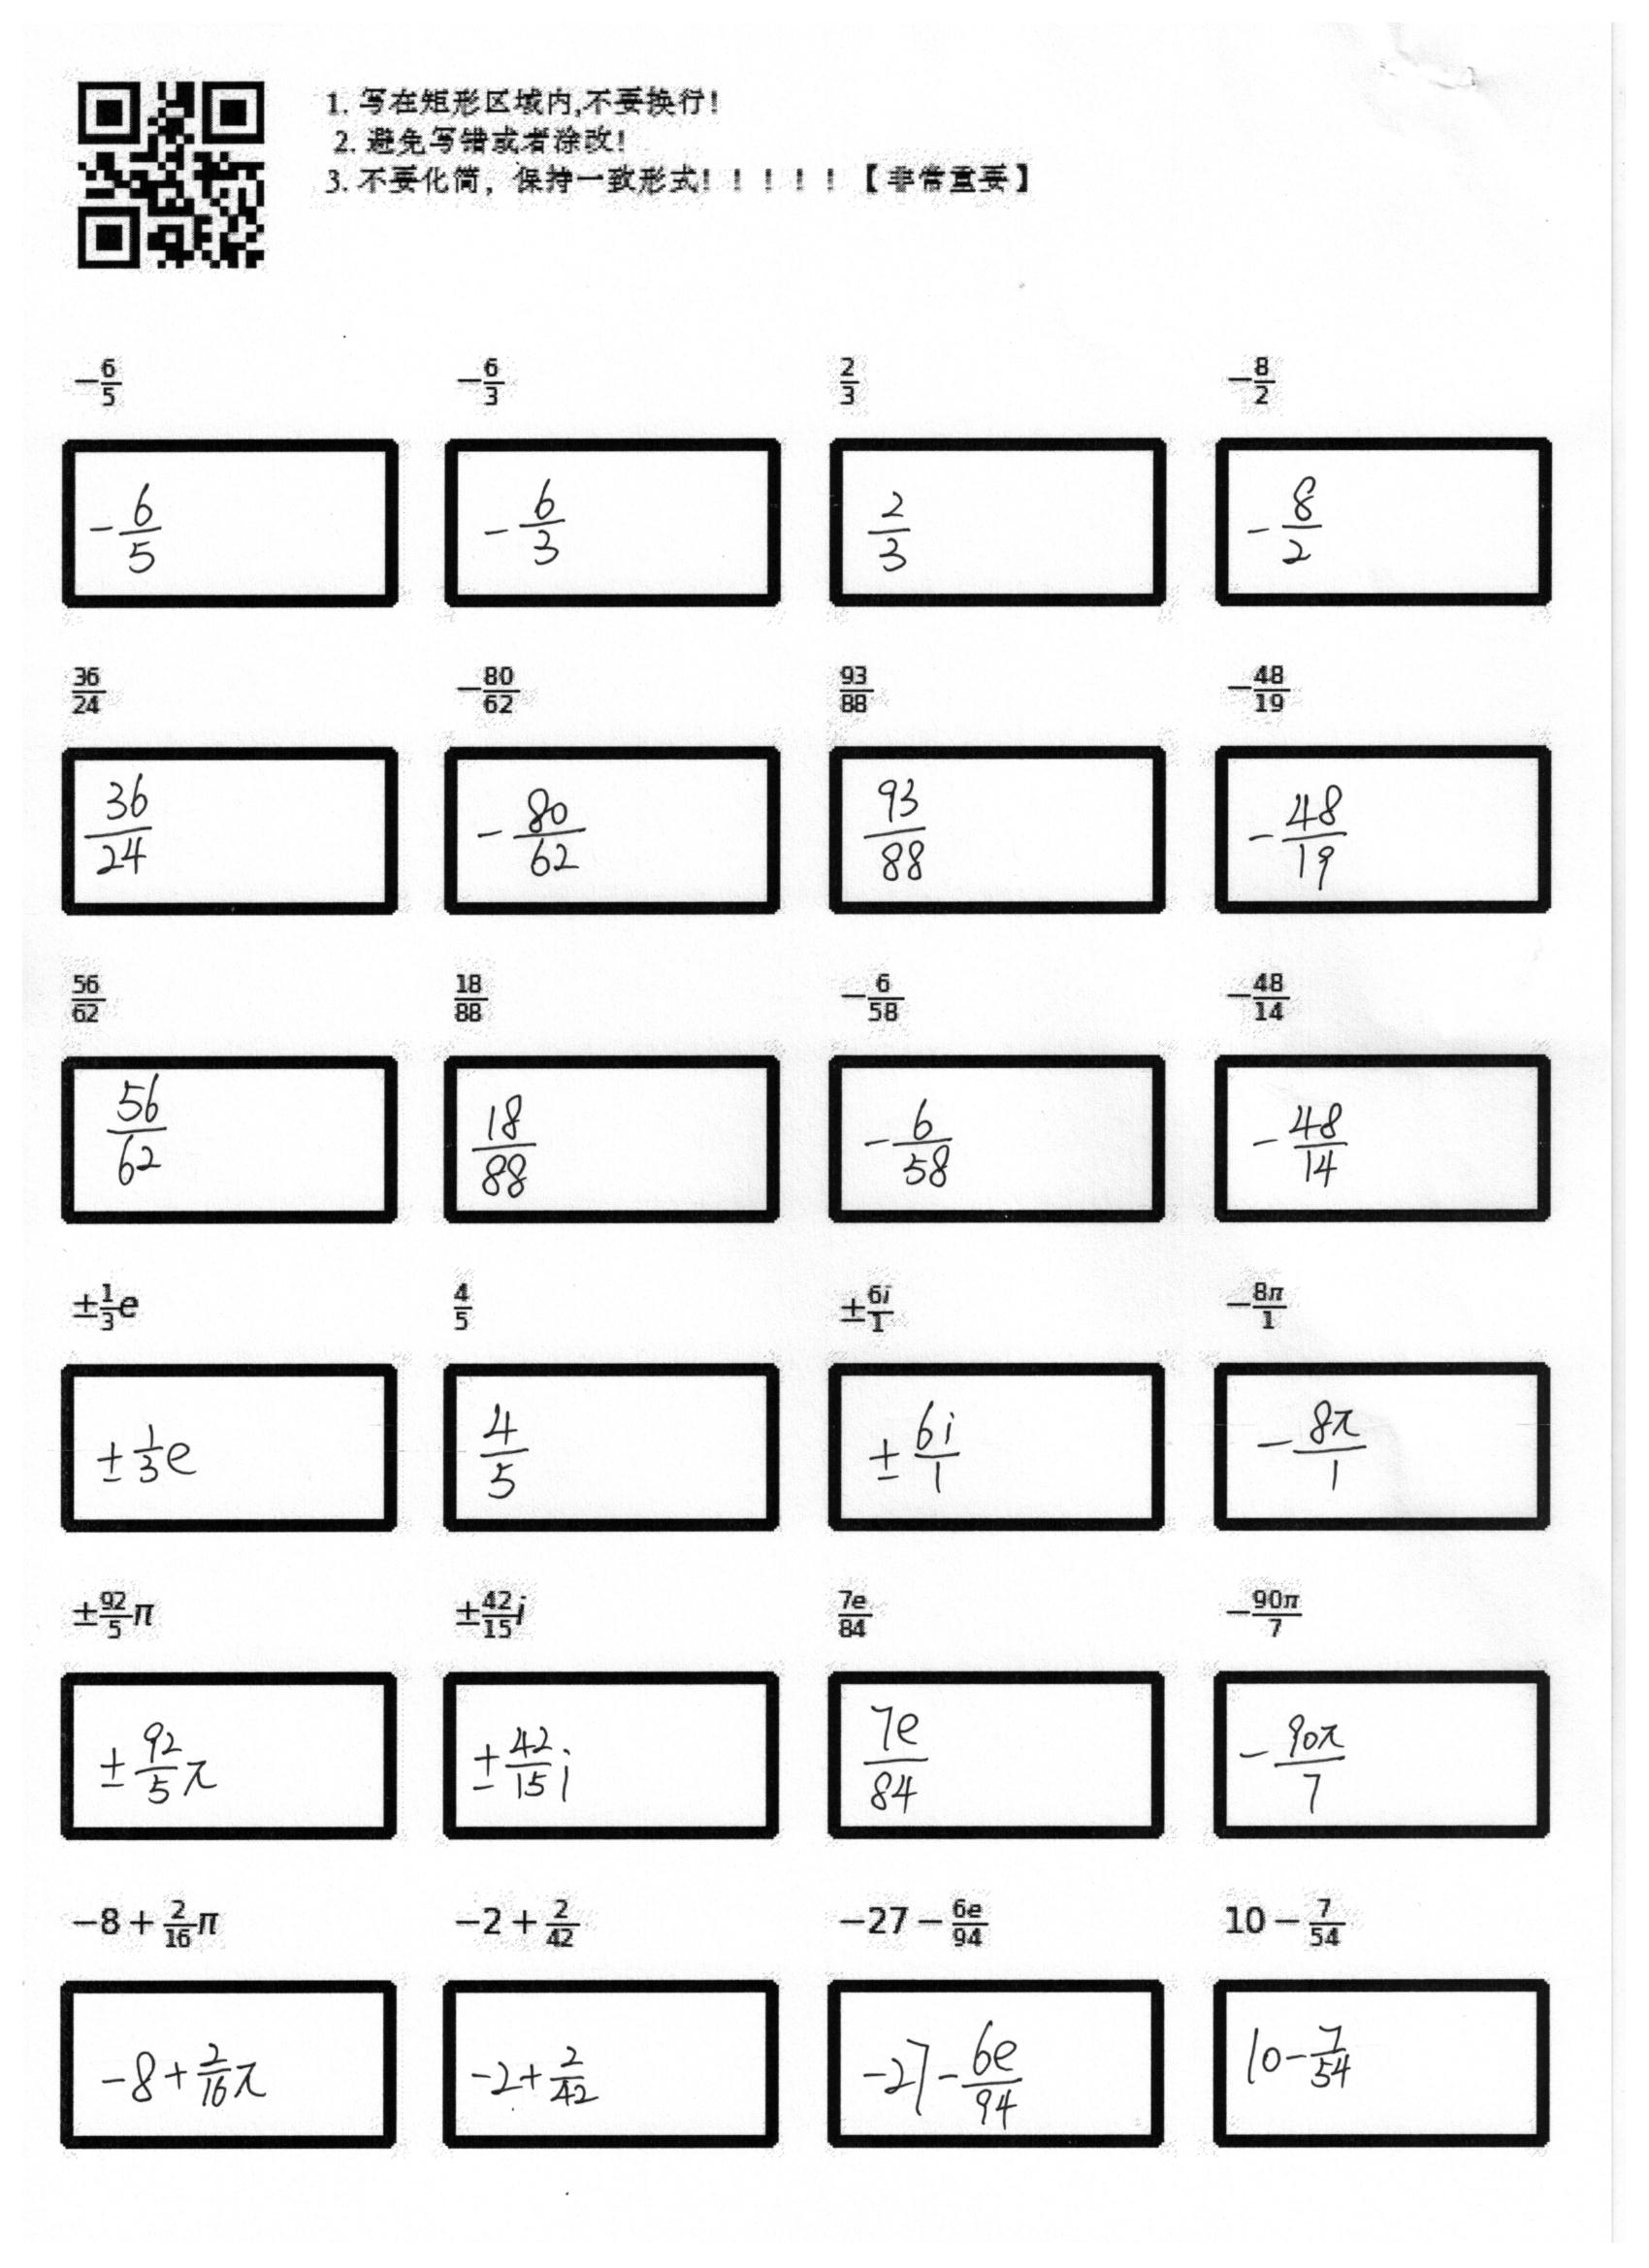 1. 写在矩形区域内,不要换行!
2. 避免写错或者涂改!
3. 不要化简，保持一致形式！！！！！【非常重要】
$-\frac{6}{5}$ $-\frac{6}{3}$ $\frac{2}{3}$ $-\frac{8}{2}$
$-\frac{6}{5}$ $-\frac{6}{3}$ $\frac{2}{3}$ $-\frac{8}{2}$
$\frac{36}{24}$ $-\frac{80}{62}$ $\frac{93}{88}$ $-\frac{48}{19}$
$\frac{36}{24}$ $-\frac{80}{62}$ $\frac{93}{88}$ $-\frac{48}{19}$
$\frac{56}{62}$ $\frac{18}{88}$ $-\frac{6}{58}$ $-\frac{48}{14}$
$\frac{56}{62}$ $\frac{18}{88}$ $-\frac{6}{58}$ $-\frac{48}{14}$
$\pm\frac{1}{3}e$ $\frac{4}{5}$ $\pm\frac{6i}{1}$ $-\frac{8\pi}{1}$
$\pm\frac{1}{3}e$ $\frac{4}{5}$ $\pm\frac{6i}{1}$ $-\frac{8\pi}{1}$
$\pm\frac{92}{5}\pi$ $\pm\frac{42}{15}i$ $\frac{7e}{84}$ $-\frac{90\pi}{7}$
$\pm\frac{92}{5}\pi$ $\pm\frac{42}{15}i$ $\frac{7e}{84}$ $-\frac{90\pi}{7}$
$-8+\frac{2}{16}\pi$ $-2+\frac{2}{42}$ $-27-\frac{6e}{94}$ $10-\frac{7}{54}$
$-8+\frac{2}{16}\pi$ $-2+\frac{2}{42}$ $-27-\frac{6e}{94}$ $10-\frac{7}{54}$